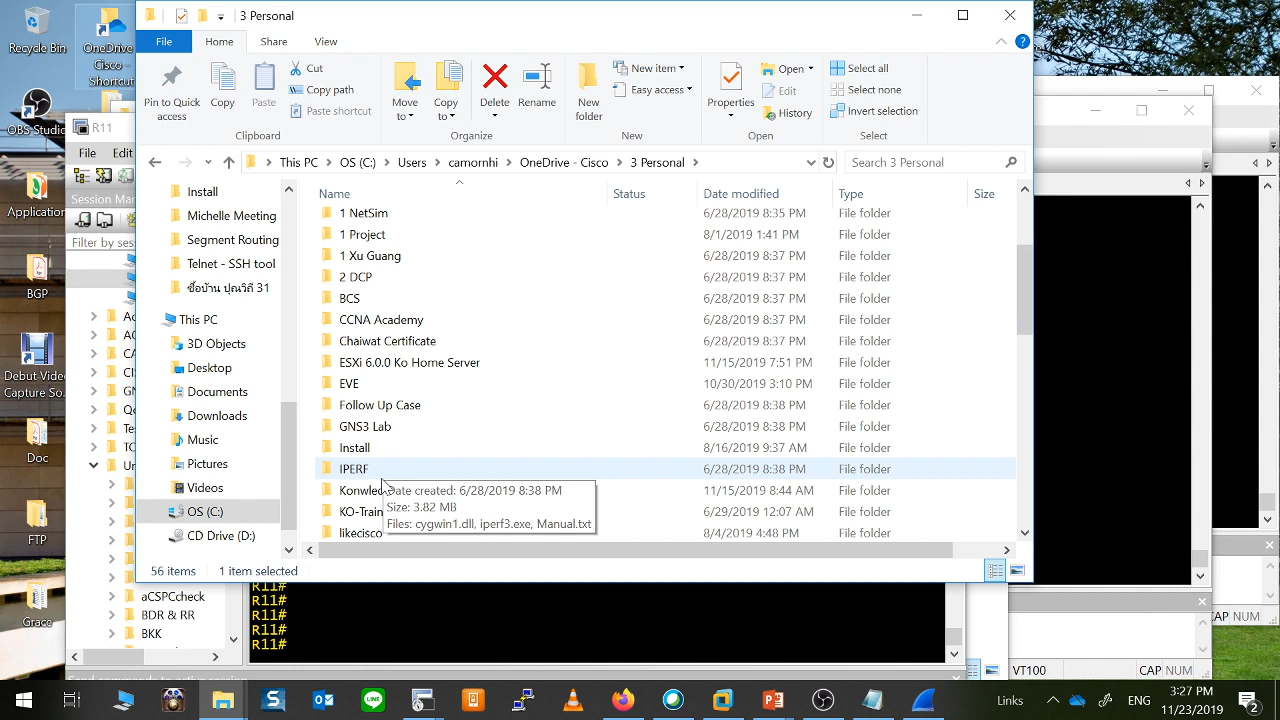 Recycle Bin
OneDrive -
Cisco
Shortcut
OBS Studio
Application
BGP
Debut Video
Capture So...
Doc
FTP
Grace
3 Personal
File
Home
Share
View
Pin to Quick
access
Copy
Paste
Cut
Copy path
Paste shortcut
Clipboard
Move
to
Copy
to
Delete
Rename
Organize
New
folder
New item
Easy access
New
Properties
Open
Edit
History
Open
Select all
Select none
Invert selection
Select
This PC > OS (C:) > Users > camornhi > OneDrive - Cisco > 3 Personal >
Search 3 Personal
Install
Michelle Meeting
Segment Routing
Telnet - SSH tool
ชื่อบ้าน ปุณวิถี 31
This PC
3D Objects
Desktop
Documents
Downloads
Music
Pictures
Videos
OS (C:)
CD Drive (D:)
Name Status Date modified Type Size
1 NetSim 6/28/2019 8:35 PM File folder
1 Project 8/1/2019 1:41 PM File folder
1 Xu Guang 6/28/2019 8:37 PM File folder
2 DCP 6/28/2019 8:37 PM File folder
BCS 6/28/2019 8:37 PM File folder
CCNA Academy 6/28/2019 8:37 PM File folder
Chaiwat Certificate 6/28/2019 8:37 PM File folder
ESXi 6.0.0 Ko Home Server 11/15/2019 7:51 PM File folder
EVE 10/30/2019 3:10 PM File folder
Follow Up Case 6/28/2019 8:38 PM File folder
GNS3 Lab 6/28/2019 8:38 PM File folder
Install 8/16/2019 9:37 AM File folder
IPERF 6/28/2019 8:38 PM File folder
Konwled 11/15/2019 8:44 AM File folder
KO-Train 6/29/2019 12:07 AM File folder
likecisco 8/4/2019 4:48 PM File folder
Date created: 6/28/2019 8:38 PM
Size: 3.82 MB
Files: cygwin1.dll, iperf3.exe, Manual.txt
56 items 1 item selected
R11
File Edit
Session Man
Filter by ses
aCSPCcheck
BDR & RR
BKK
R11#
R11#
R11#
R11#
R11#
VT100
CAP NUM
CAP NUM
Links
ENG
3:27 PM
11/23/2019
2